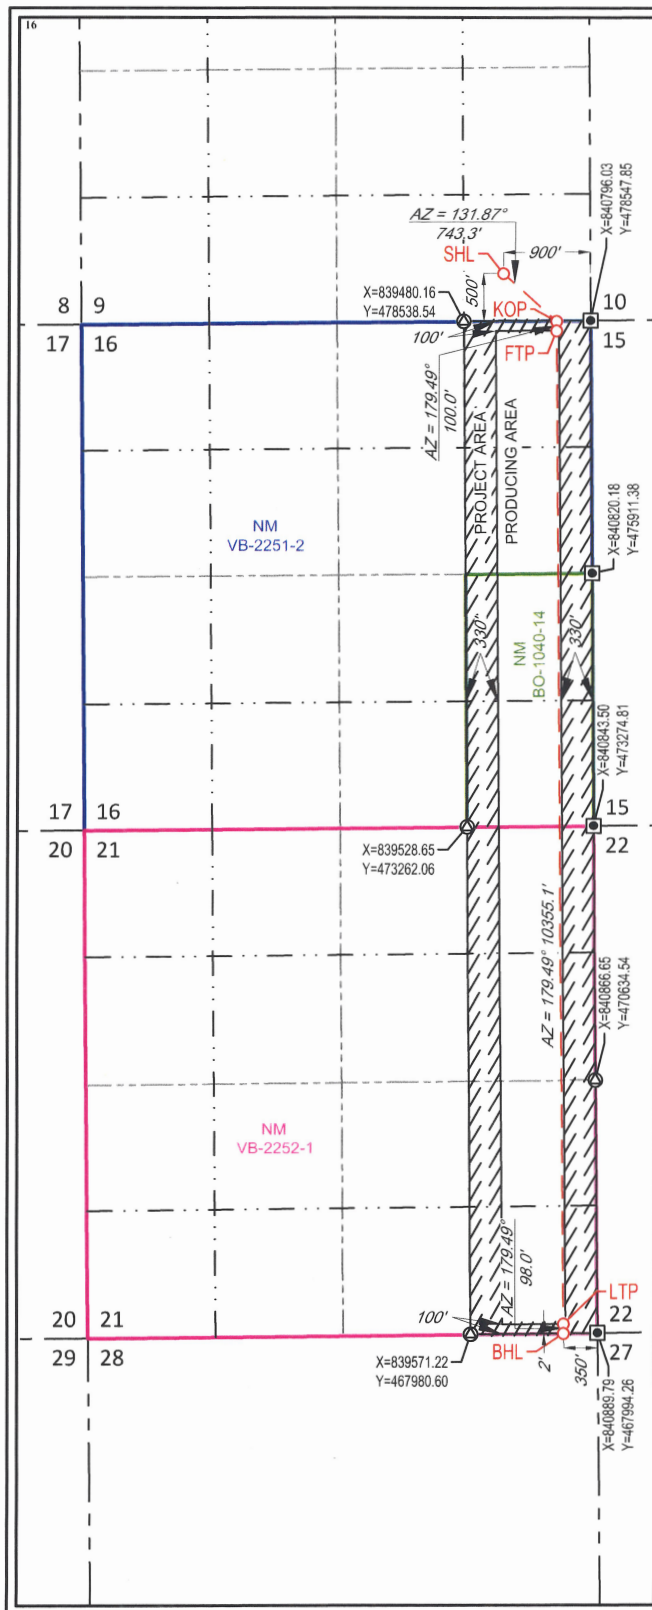 16
X=840796.03
Y=478547.85
AZ = 131.87°
743.3'
SHL
900'
500'
X=839480.16
Y=478538.54
KOP
8 9
10
17 16
15
100'
FTP
AZ = 179.49°
100.0'
PROJECT AREA
PRODUCING AREA
X=840820.18
Y=475911.38
NM
VB-2251-2
330'
NM
BO-1040-14
330'
X=840843.50
Y=473274.81
17 16
15
20 21
22
X=839528.65
Y=473262.06
AZ = 179.49° 10355.1'
X=840866.65
Y=470634.54
NM
VB-2252-1
AZ = 179.49°
98.0'
LTP
100'
20 21
22
29 28
27
BHL
2'
350'
X=839571.22
Y=467980.60
X=840889.79
Y=467994.26